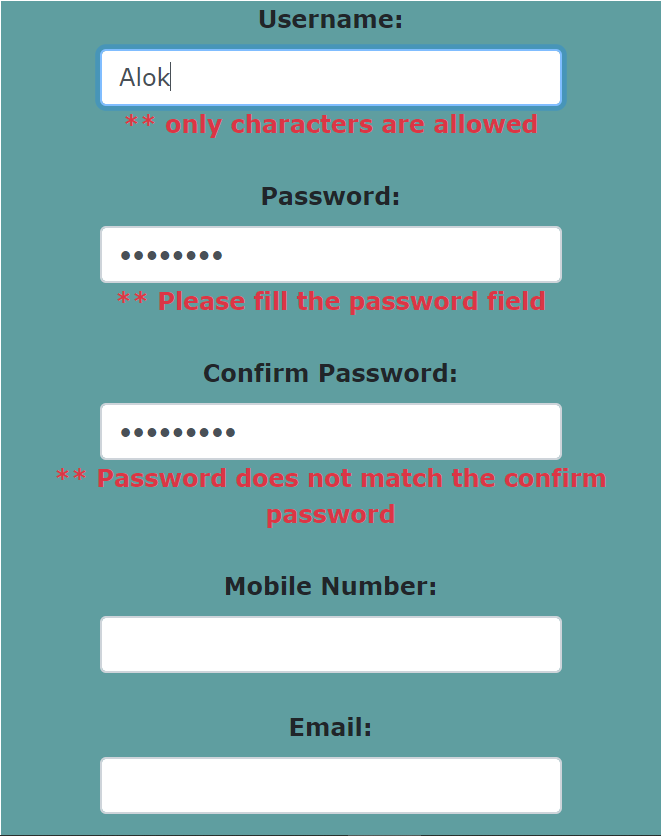 Username:
Alok
** only characters are allowed
Password:
••••••••
** Please fill the password field
Confirm Password:
•••••••••
** Password does not match the confirm
password
Mobile Number:
Email: